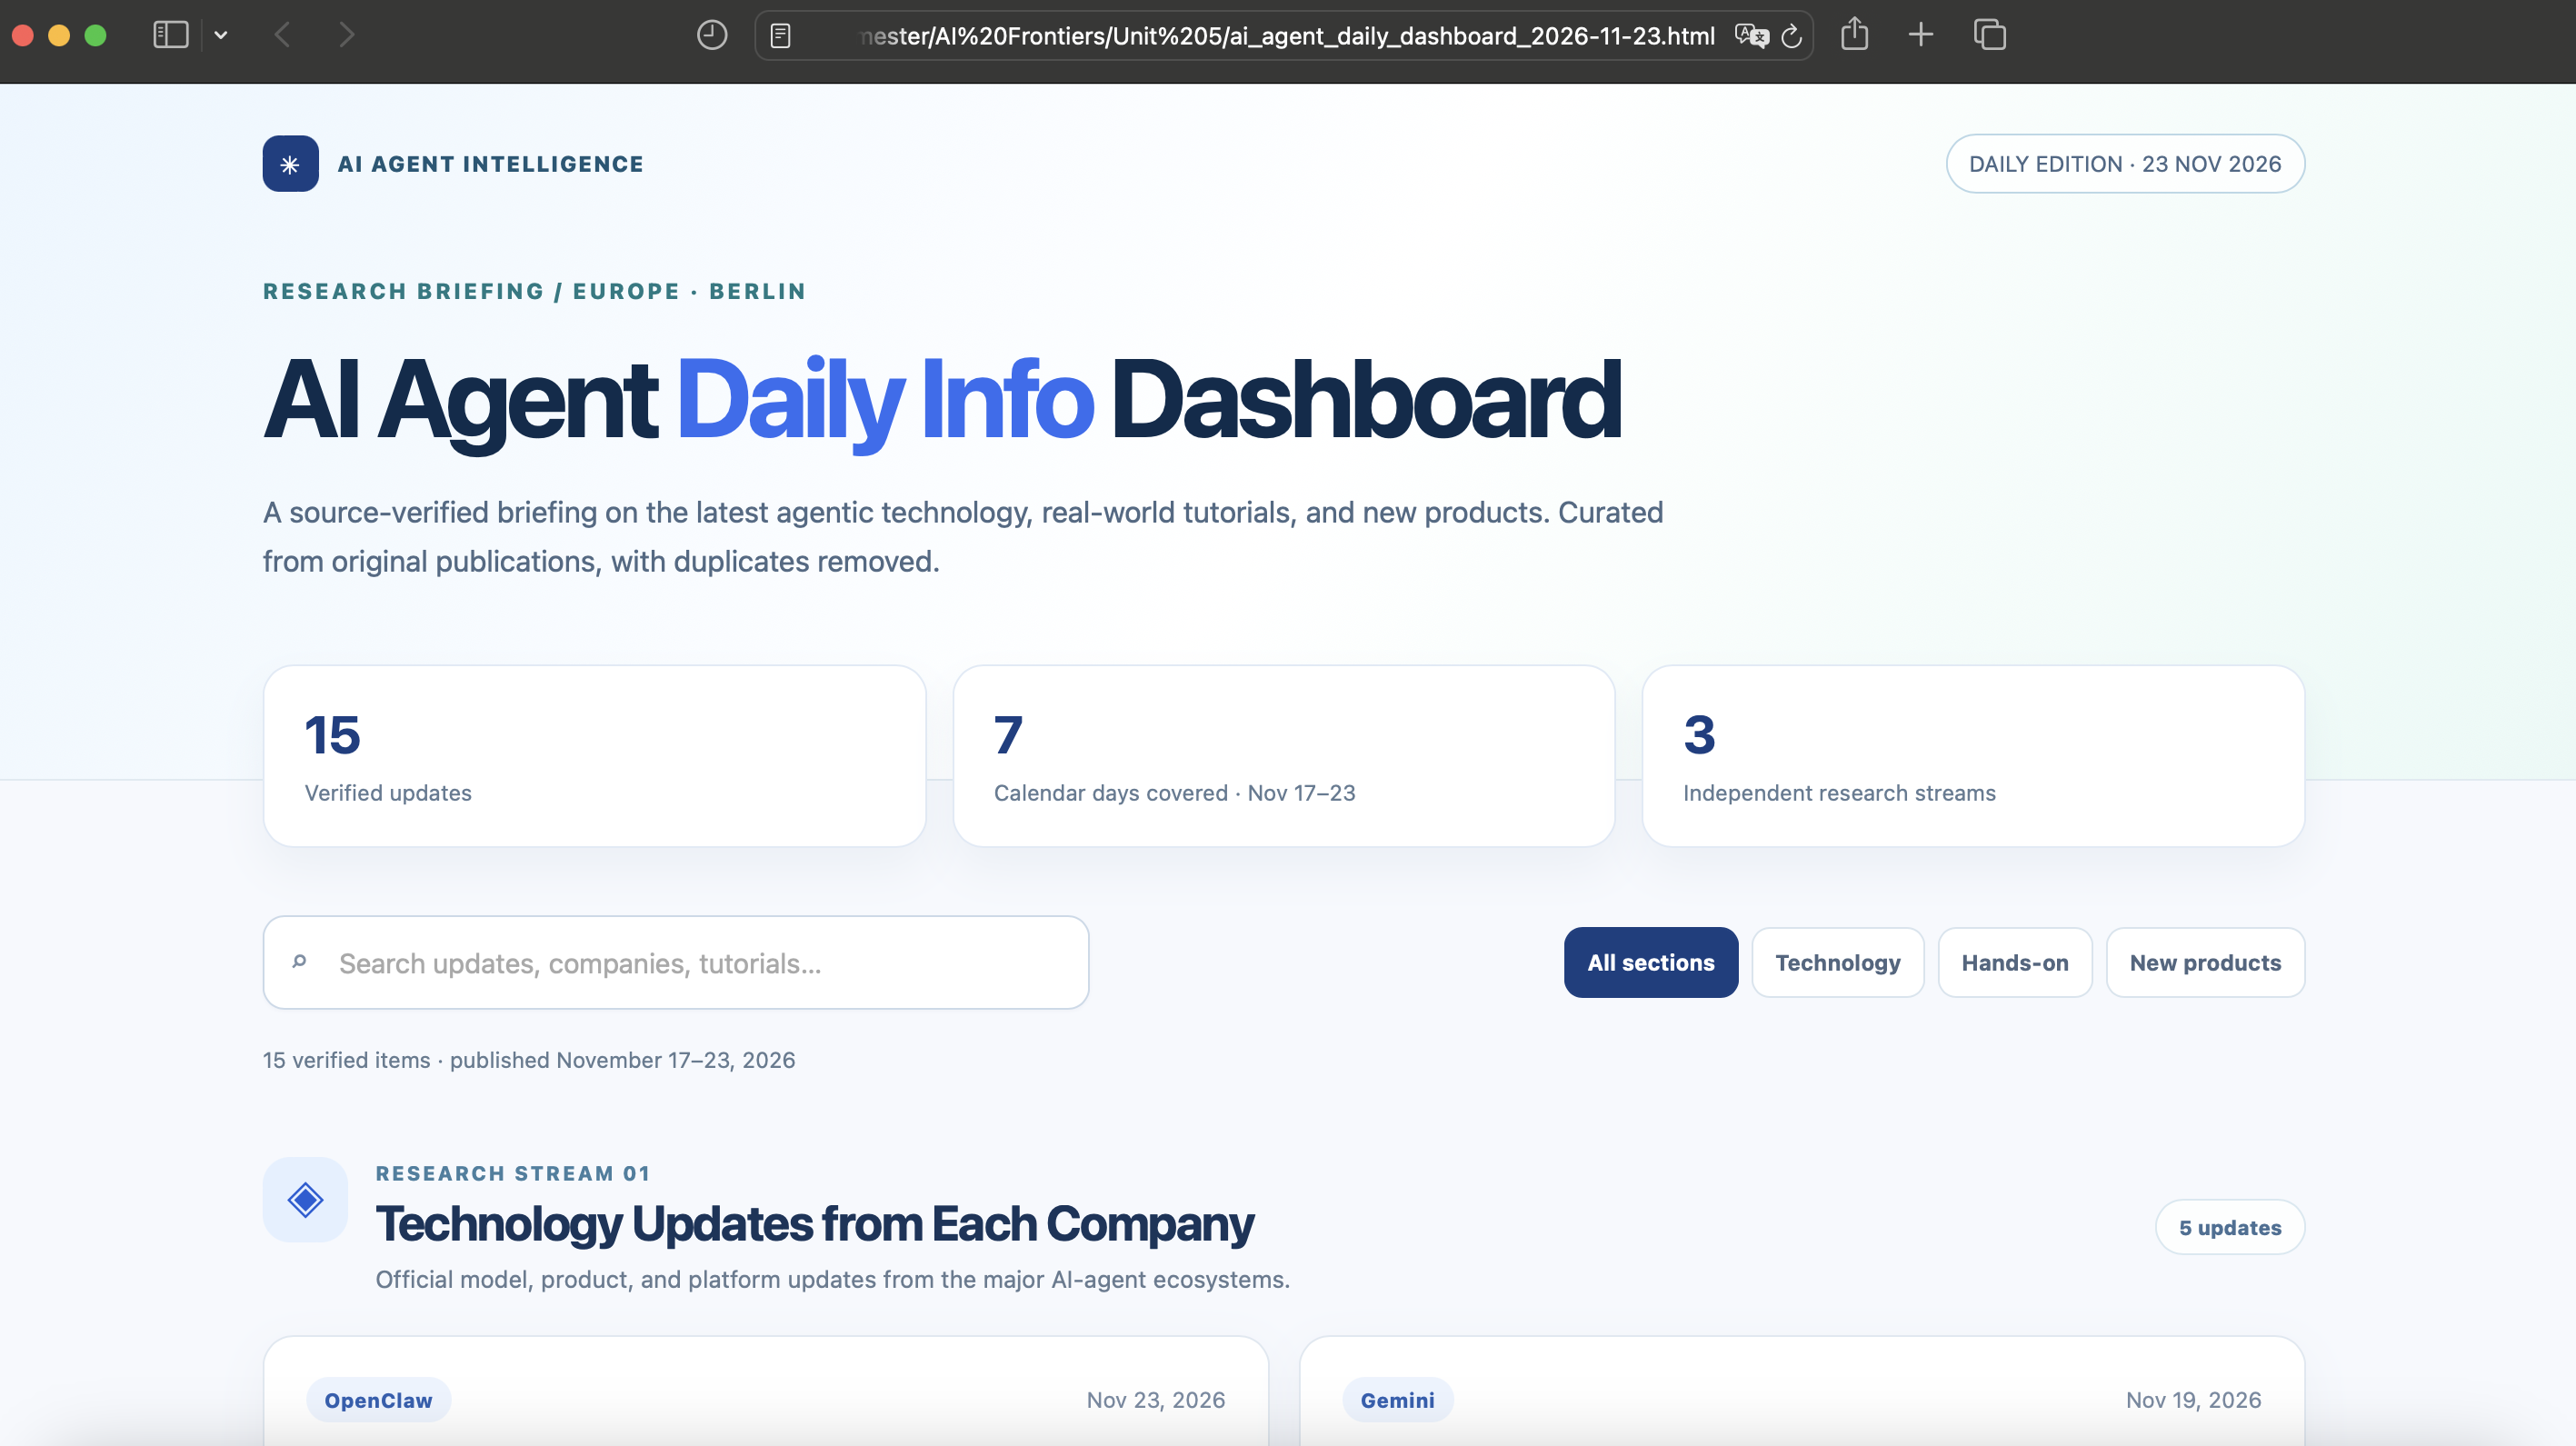 mester/AI%20Frontiers/Unit%205/ai_agent_daily_dashboard_2026-11-23.html
AI AGENT INTELLIGENCE
DAILY EDITION · 23 NOV 2026
RESEARCH BRIEFING / EUROPE · BERLIN
AI Agent Daily Info Dashboard
A source-verified briefing on the latest agentic technology, real-world tutorials, and new products. Curated
from original publications, with duplicates removed.
15
Verified updates
7
Calendar days covered · Nov 17–23
3
Independent research streams
Search updates, companies, tutorials...
All sections
Technology
Hands-on
New products
15 verified items · published November 17–23, 2026
RESEARCH STREAM 01
Technology Updates from Each Company
5 updates
Official model, product, and platform updates from the major AI-agent ecosystems.
OpenClaw
Nov 23, 2026
Gemini
Nov 19, 2026